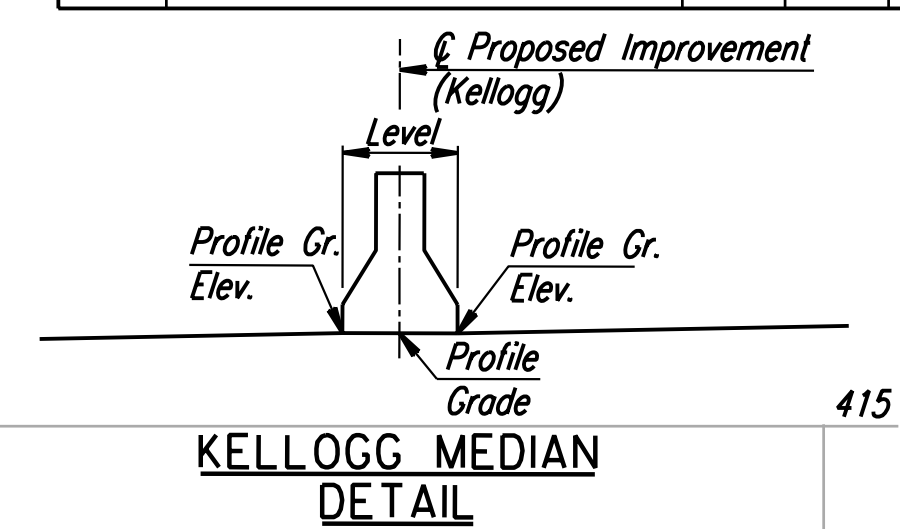 ℄ Proposed Improvement
(Kellogg)
Level
Profile Gr.
Elev.
Profile Gr.
Elev.
Profile
Grade
415
KELLOGG MEDIAN
DETAIL